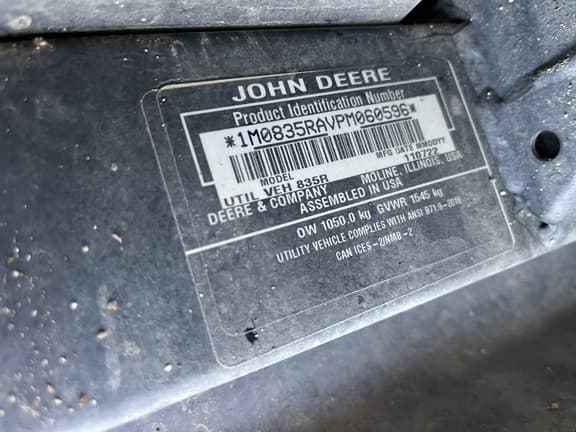 JOHN DEERE
Product Identification Number
*1M0835RAVPM060596*
MODEL MFG DATE MMDDYY
UTIL VEH 835R 110722
DEERE & COMPANY MOLINE, ILLINOIS, USA
ASSEMBLED IN USA
OW 1050.0 kg GVWR 1545 kg
UTILITY VEHICLE COMPLIES WITH ANSI B71.9-2016
CAN ICES-2/NMB-2